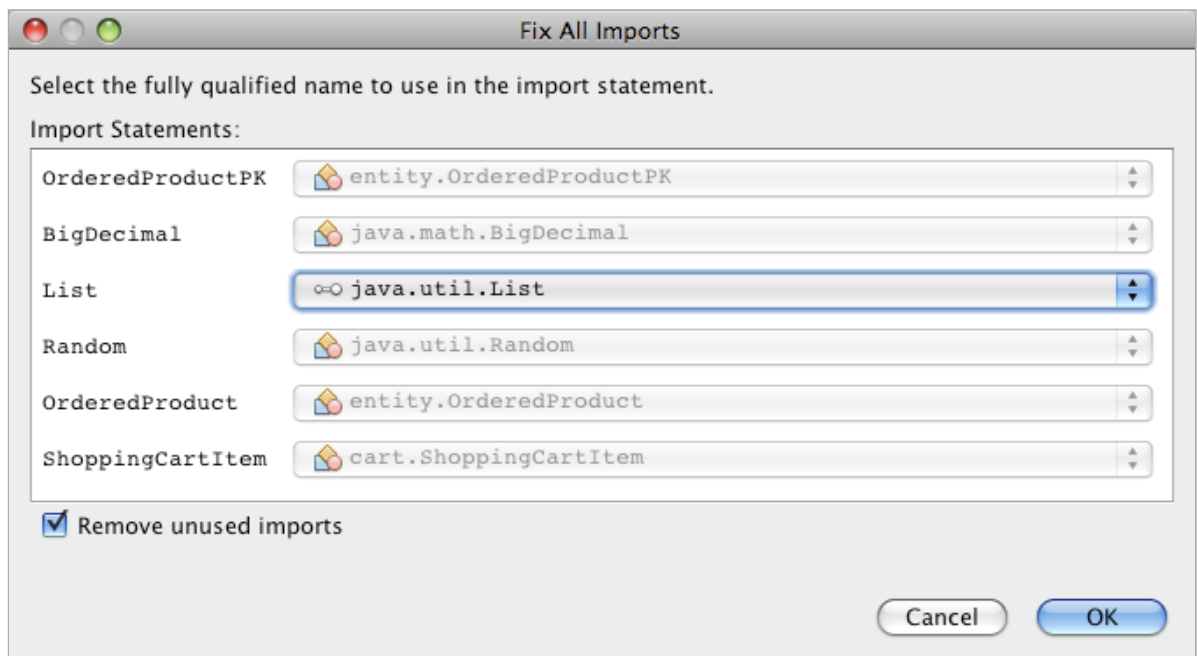 Fix All Imports
Select the fully qualified name to use in the import statement.
Import Statements:
OrderedProductPK entity.OrderedProductPK
BigDecimal java.math.BigDecimal
List java.util.List
Random java.util.Random
OrderedProduct entity.OrderedProduct
ShoppingCartItem cart.ShoppingCartItem
Remove unused imports
Cancel OK